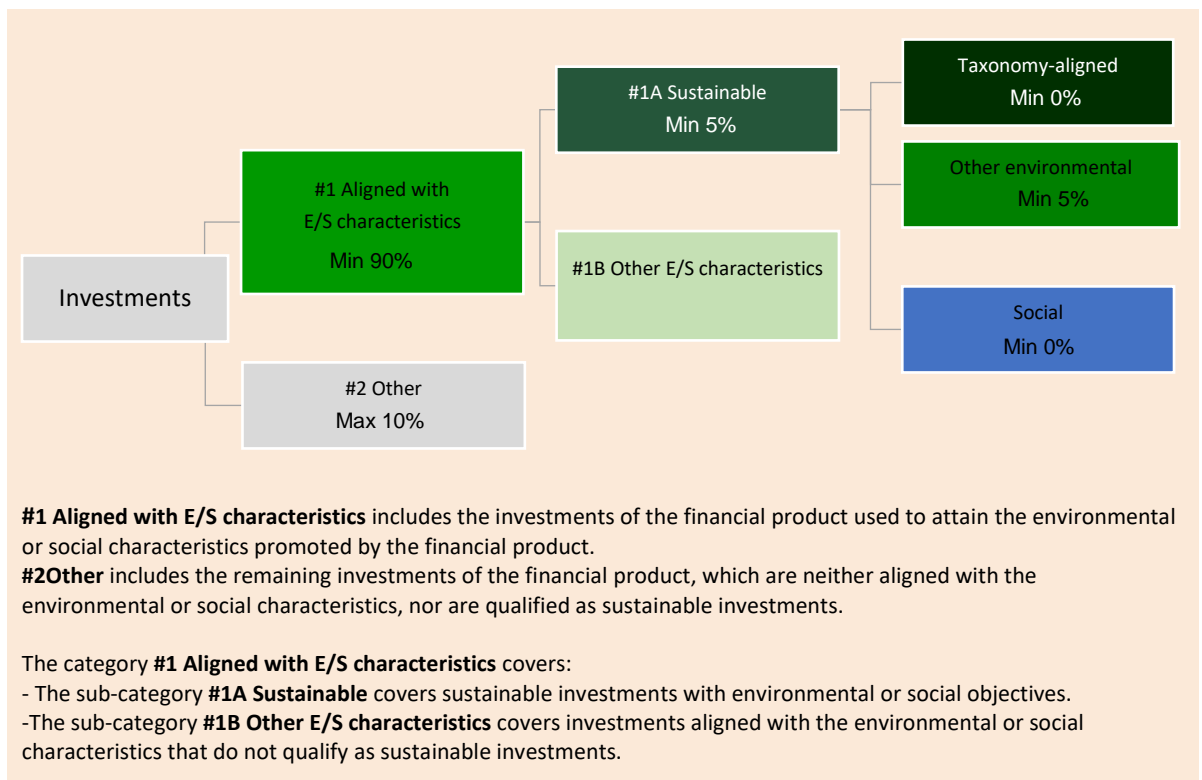 Investments
#1 Aligned with
E/S characteristics
Min 90%
#2 Other
Max 10%
#1A Sustainable
Min 5%
#1B Other E/S characteristics
Taxonomy-aligned
Min 0%
Other environmental
Min 5%
Social
Min 0%
#1 Aligned with E/S characteristics includes the investments of the financial product used to attain the environmental
or social characteristics promoted by the financial product.
#2Other includes the remaining investments of the financial product, which are neither aligned with the
environmental or social characteristics, nor are qualified as sustainable investments.
The category #1 Aligned with E/S characteristics covers:
- The sub-category #1A Sustainable covers sustainable investments with environmental or social objectives.
-The sub-category #1B Other E/S characteristics covers investments aligned with the environmental or social
characteristics that do not qualify as sustainable investments.